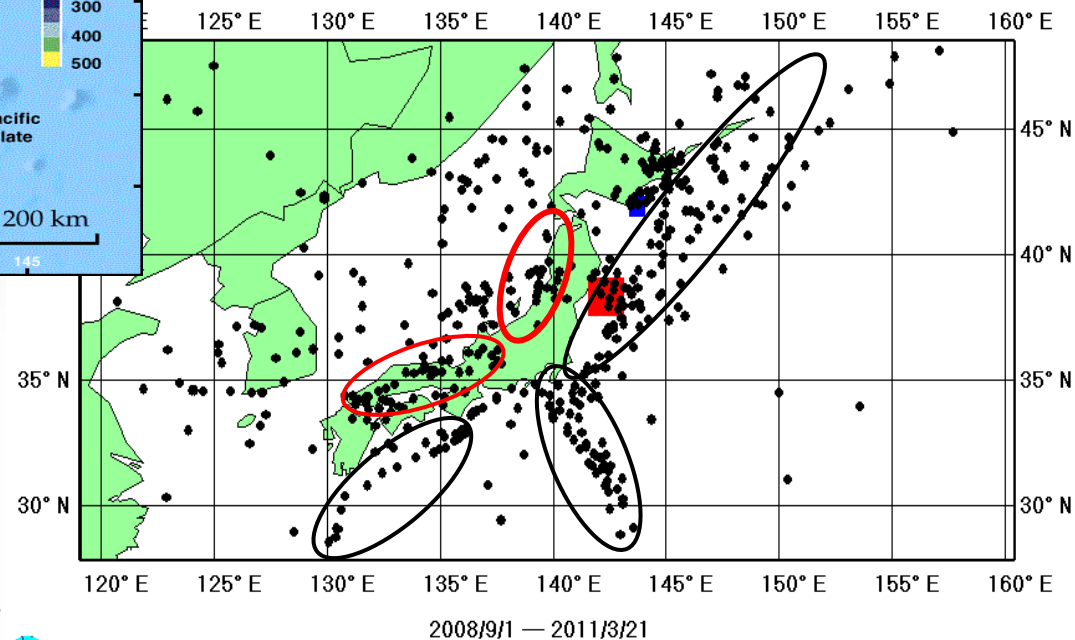 300
400
500
acific
late
200 km
145
E 125° E 130° E 135° E 140° E 145° E 150° E 155° E 160° E
45° N
40° N
35° N 35° N
30° N 30° N
120° E 125° E 130° E 135° E 140° E 145° E 150° E 155° E 160° E
2008/9/1 — 2011/3/21